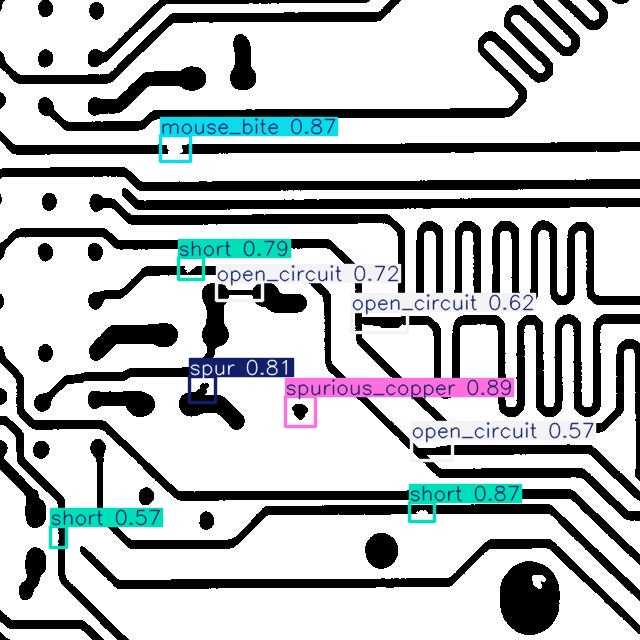 mouse_bite 0.87
short 0.79
open_circuit 0.72
open_circuit 0.62
spur 0.81
spurious_copper 0.89
open_circuit 0.57
short 0.87
short 0.57